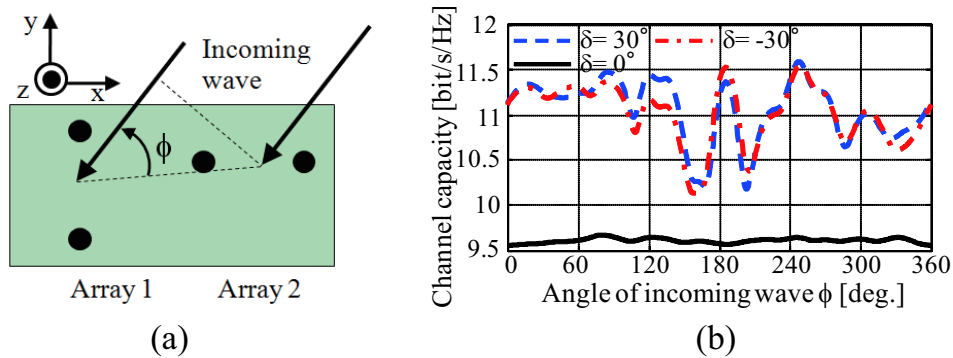 y
z
x
Incoming
wave
ϕ
Array 1
Array 2
(a)
Channel capacity [bit/s/Hz]
12
11.5
11
10.5
10
9.5
δ= 30°
δ= -30°
δ= 0°
0 60 120 180 240 300 360
Angle of incoming wave ϕ [deg.]
(b)